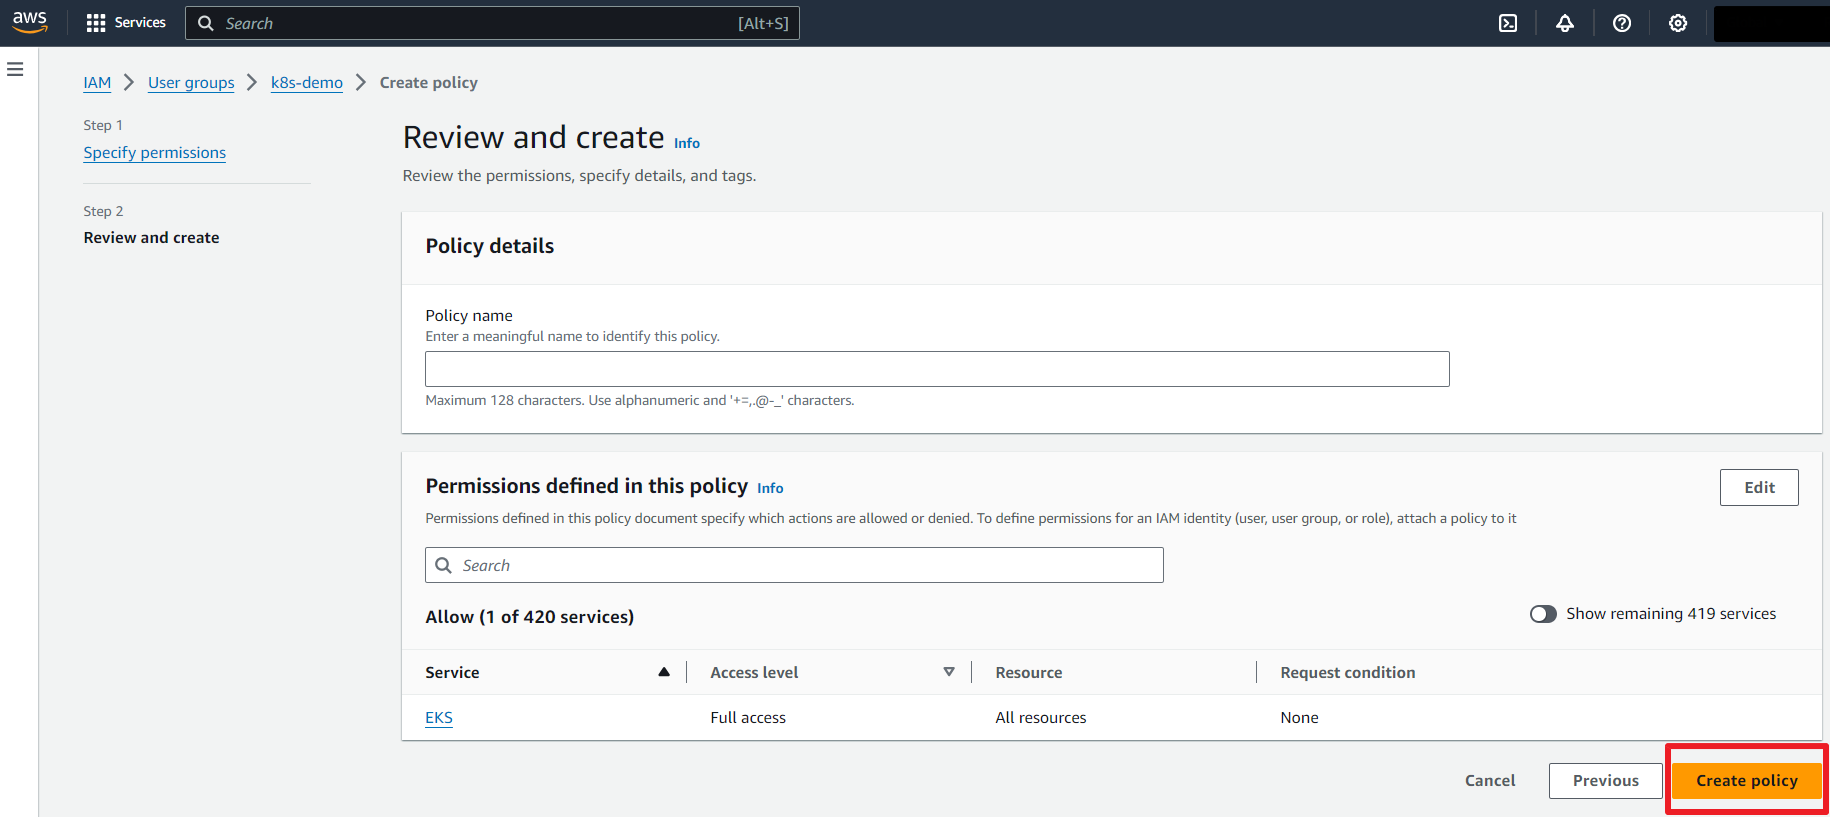 aws Services Search [Alt+S]
IAM User groups k8s-demo Create policy
Step 1
Specify permissions
Step 2
Review and create
Review and create Info
Review the permissions, specify details, and tags.
Policy details
Policy name
Enter a meaningful name to identify this policy.
Maximum 128 characters. Use alphanumeric and '+=,.@-_' characters.
Permissions defined in this policy Info
Edit
Permissions defined in this policy document specify which actions are allowed or denied. To define permissions for an IAM identity (user, user group, or role), attach a policy to it
Search
Allow (1 of 420 services)
Show remaining 419 services
Service Access level Resource Request condition
EKS Full access All resources None
Cancel Previous Create policy